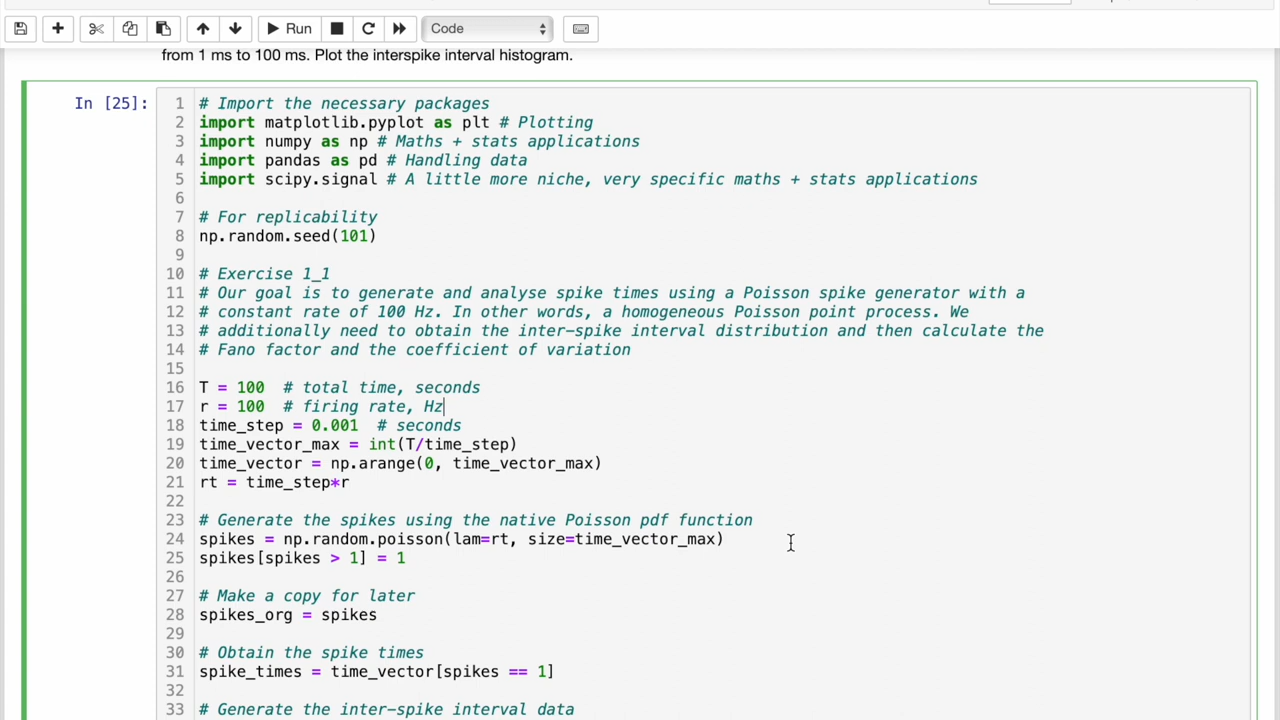 Run
Code
from 1 ms to 100 ms. Plot the interspike interval histogram.
In [25]:
1 # Import the necessary packages
2 import matplotlib.pyplot as plt # Plotting
3 import numpy as np # Maths + stats applications
4 import pandas as pd # Handling data
5 import scipy.signal # A little more niche, very specific maths + stats applications
6
7 # For replicability
8 np.random.seed(101)
9
10 # Exercise 1_1
11 # Our goal is to generate and analyse spike times using a Poisson spike generator with a
12 # constant rate of 100 Hz. In other words, a homogeneous Poisson point process. We
13 # additionally need to obtain the inter-spike interval distribution and then calculate the
14 # Fano factor and the coefficient of variation
15
16 T = 100  # total time, seconds
17 r = 100  # firing rate, Hz
18 time_step = 0.001  # seconds
19 time_vector_max = int(T/time_step)
20 time_vector = np.arange(0, time_vector_max)
21 rt = time_step*r
22
23 # Generate the spikes using the native Poisson pdf function
24 spikes = np.random.poisson(lam=rt, size=time_vector_max)
25 spikes[spikes > 1] = 1
26
27 # Make a copy for later
28 spikes_org = spikes
29
30 # Obtain the spike times
31 spike_times = time_vector[spikes == 1]
32
33 # Generate the inter-spike interval data